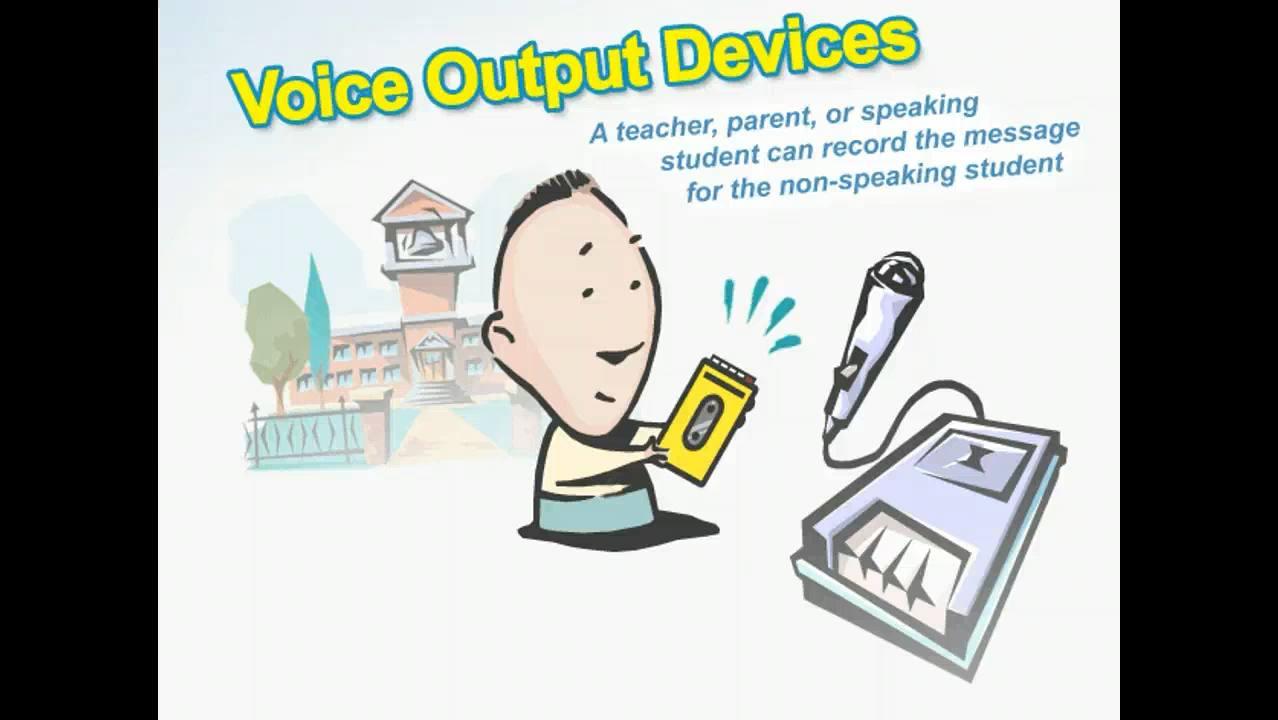 Voice Output Devices
A teacher, parent, or speaking
student can record the message
for the non-speaking student